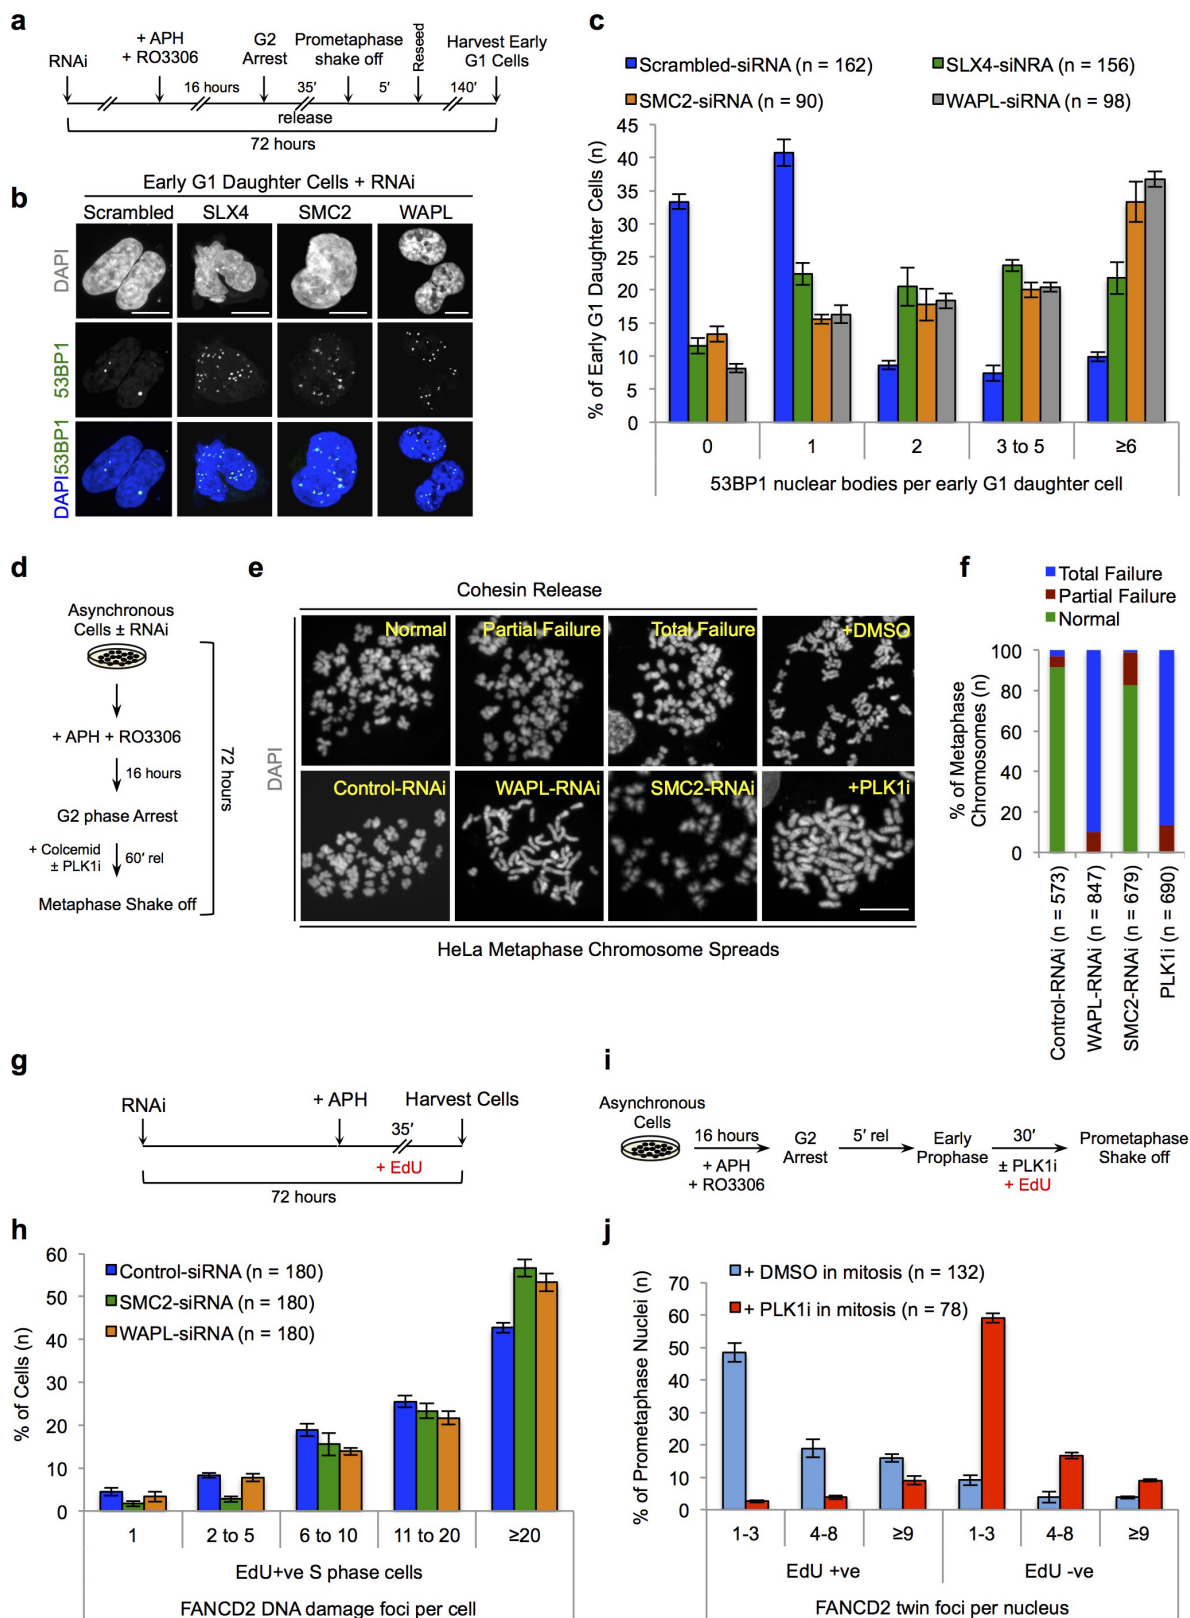 a
RNAi
+ APH
+ RO3306
G2
Arrest
Prometaphase
shake off
Reseed
Harvest Early
G1 Cells
16 hours
35′
5′
140′
release
72 hours
b
Early G1 Daughter Cells + RNAi
Scrambled SLX4 SMC2 WAPL
DAPI
53BP1
DAPI53BP1
c
Scrambled-siRNA (n = 162)
SLX4-siNRA (n = 156)
SMC2-siRNA (n = 90)
WAPL-siRNA (n = 98)
% of Early G1 Daughter Cells (n)
45
40
35
30
25
20
15
10
5
0
0 1 2 3 to 5 ≥6
53BP1 nuclear bodies per early G1 daughter cell
d
Asynchronous
Cells ± RNAi
+ APH + RO3306
16 hours
G2 phase Arrest
+ Colcemid
± PLK1i
60′ rel
Metaphase Shake off
72 hours
e
Cohesin Release
Normal Partial Failure Total Failure +DMSO
Control-RNAi WAPL-RNAi SMC2-RNAi +PLK1i
DAPI
HeLa Metaphase Chromosome Spreads
f
Total Failure
Partial Failure
Normal
% of Metaphase
Chromosomes (n)
100
80
60
40
20
0
Control-RNAi (n = 573)
WAPL-RNAi (n = 847)
SMC2-RNAi (n = 679)
PLK1i (n = 690)
g
RNAi
+ APH
Harvest Cells
35′
+ EdU
72 hours
h
Control-siRNA (n = 180)
SMC2-siRNA (n = 180)
WAPL-siRNA (n = 180)
% of Cells (n)
60
50
40
30
20
10
0
1 2 to 5 6 to 10 11 to 20 ≥20
EdU+ve S phase cells
FANCD2 DNA damage foci per cell
i
Asynchronous
Cells
16 hours
+ APH
+ RO3306
G2
Arrest
5′ rel
Early
Prophase
30′
± PLK1i
+ EdU
Prometaphase
Shake off
j
+ DMSO in mitosis (n = 132)
+ PLK1i in mitosis (n = 78)
% of Prometaphase Nuclei (n)
70
60
50
40
30
20
10
0
1-3 4-8 ≥9 1-3 4-8 ≥9
EdU +ve EdU -ve
FANCD2 twin foci per nucleus